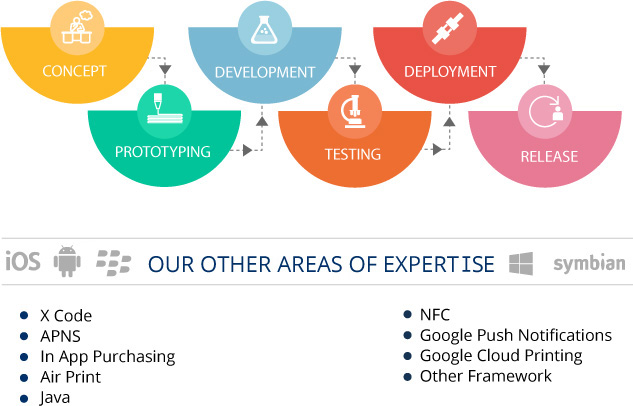 CONCEPT
DEVELOPMENT
DEPLOYMENT
PROTOTYPING
TESTING
RELEASE
iOS OUR OTHER AREAS OF EXPERTISE symbian
X Code
APNS
In App Purchasing
Air Print
Java
NFC
Google Push Notifications
Google Cloud Printing
Other Framework